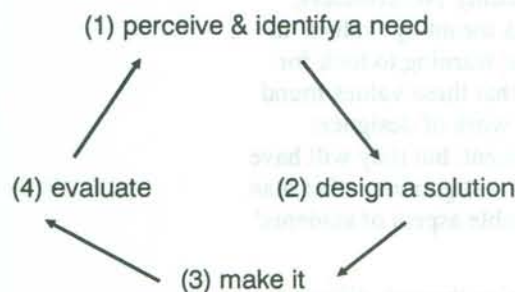 (1) perceive & identify a need
(4) evaluate
(2) design a solution
(3) make it